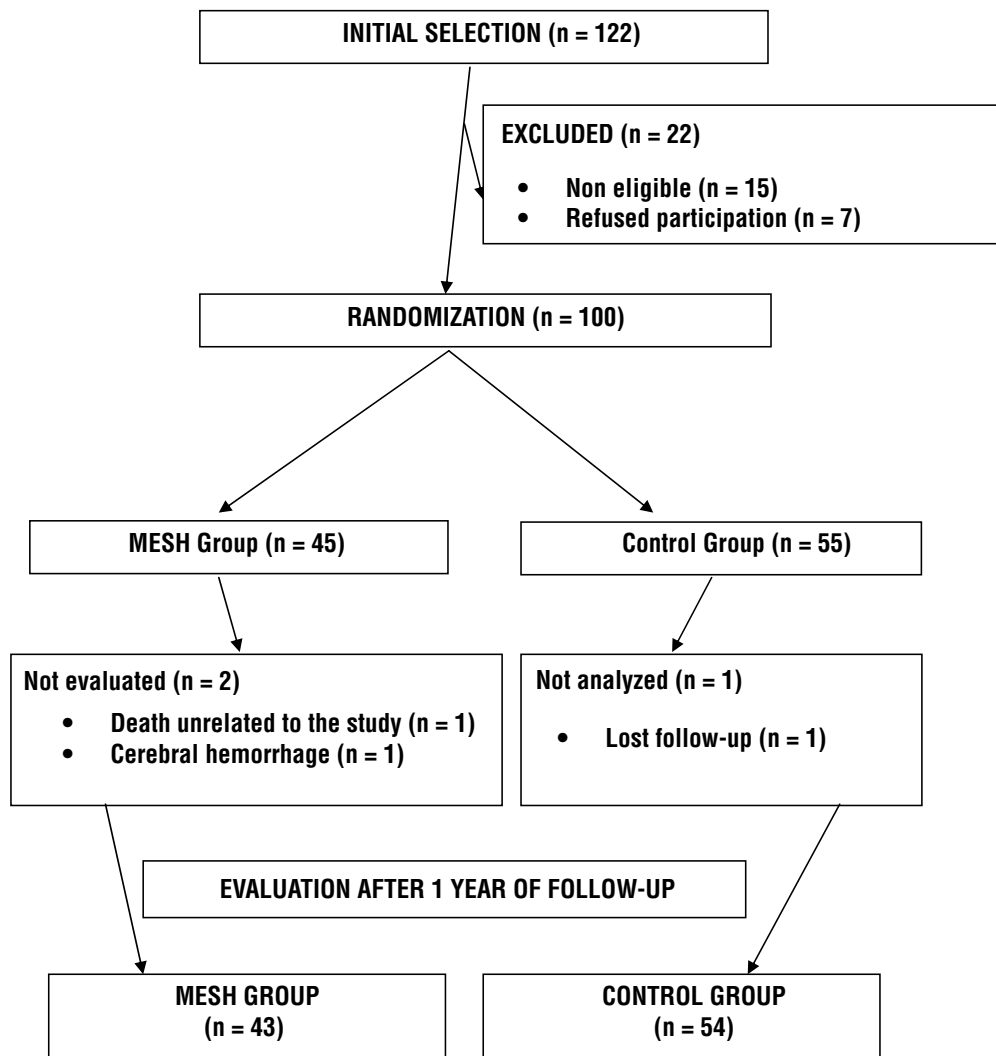 INITIAL SELECTION (n = 122)
EXCLUDED (n = 22)
• Non eligible (n = 15)
• Refused participation (n = 7)
RANDOMIZATION (n = 100)
MESH Group (n = 45)
Control Group (n = 55)
Not evaluated (n = 2)
• Death unrelated to the study (n = 1)
• Cerebral hemorrhage (n = 1)
Not analyzed (n = 1)
• Lost follow-up (n = 1)
EVALUATION AFTER 1 YEAR OF FOLLOW-UP
MESH GROUP
(n = 43)
CONTROL GROUP
(n = 54)